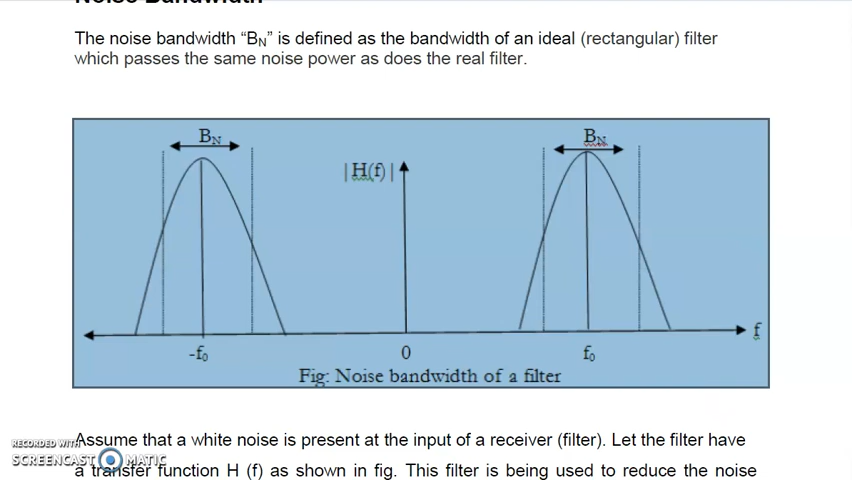 Noise Bandwidth
The noise bandwidth “BN” is defined as the bandwidth of an ideal (rectangular) filter
which passes the same noise power as does the real filter.
BN
BN
|H(f)|
f
-f0
0
f0
Fig: Noise bandwidth of a filter
Assume that a white noise is present at the input of a receiver (filter). Let the filter have
a transfer function H (f) as shown in fig. This filter is being used to reduce the noise
RECORDED WITH
SCREENCAST MATIC